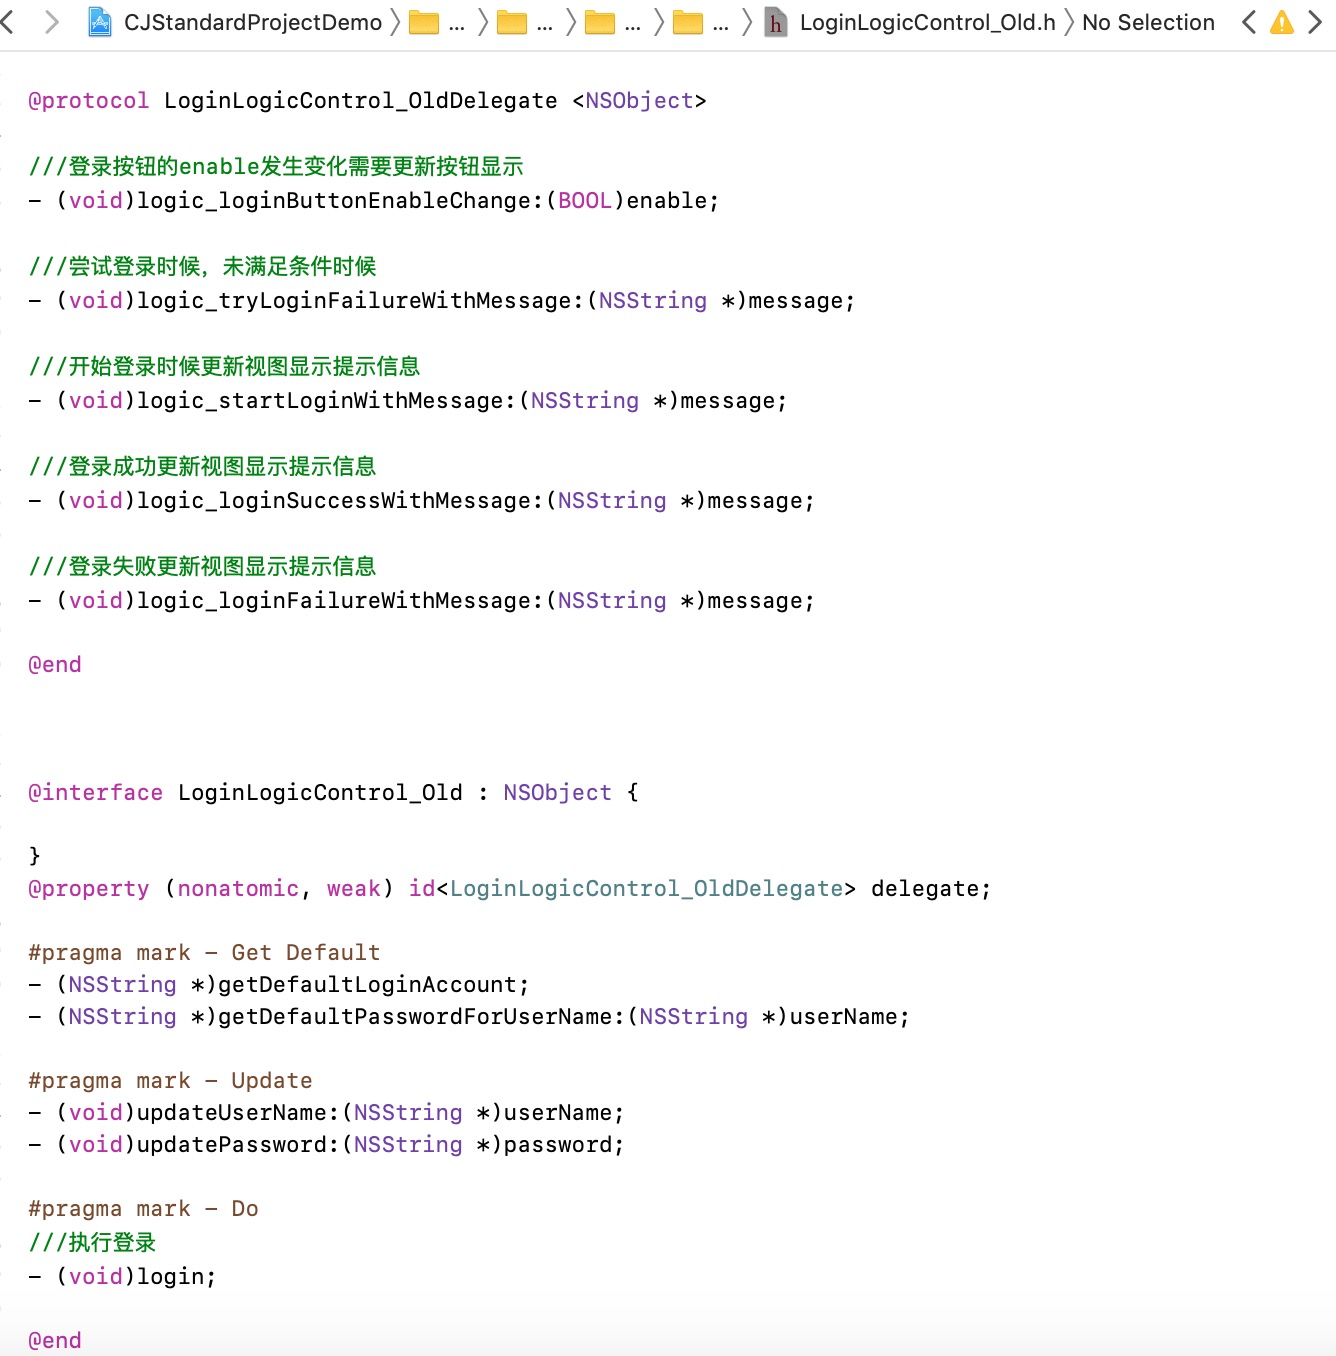 CJStandardProjectDemo 〉 ... 〉 ... 〉 ... 〉 ... 〉 h LoginLogicControl_Old.h 〉 No Selection
@protocol LoginLogicControl_OldDelegate <NSObject>
///登录按钮的enable发生变化需要更新按钮显示
- (void)logic_loginButtonEnableChange:(BOOL)enable;
///尝试登录时候，未满足条件时候
- (void)logic_tryLoginFailureWithMessage:(NSString *)message;
///开始登录时候更新视图显示提示信息
- (void)logic_startLoginWithMessage:(NSString *)message;
///登录成功更新视图显示提示信息
- (void)logic_loginSuccessWithMessage:(NSString *)message;
///登录失败更新视图显示提示信息
- (void)logic_loginFailureWithMessage:(NSString *)message;
@end
@interface LoginLogicControl_Old : NSObject {
}
@property (nonatomic, weak) id<LoginLogicControl_OldDelegate> delegate;
#pragma mark - Get Default
- (NSString *)getDefaultLoginAccount;
- (NSString *)getDefaultPasswordForUserName:(NSString *)userName;
#pragma mark - Update
- (void)updateUserName:(NSString *)userName;
- (void)updatePassword:(NSString *)password;
#pragma mark - Do
///执行登录
- (void)login;
@end